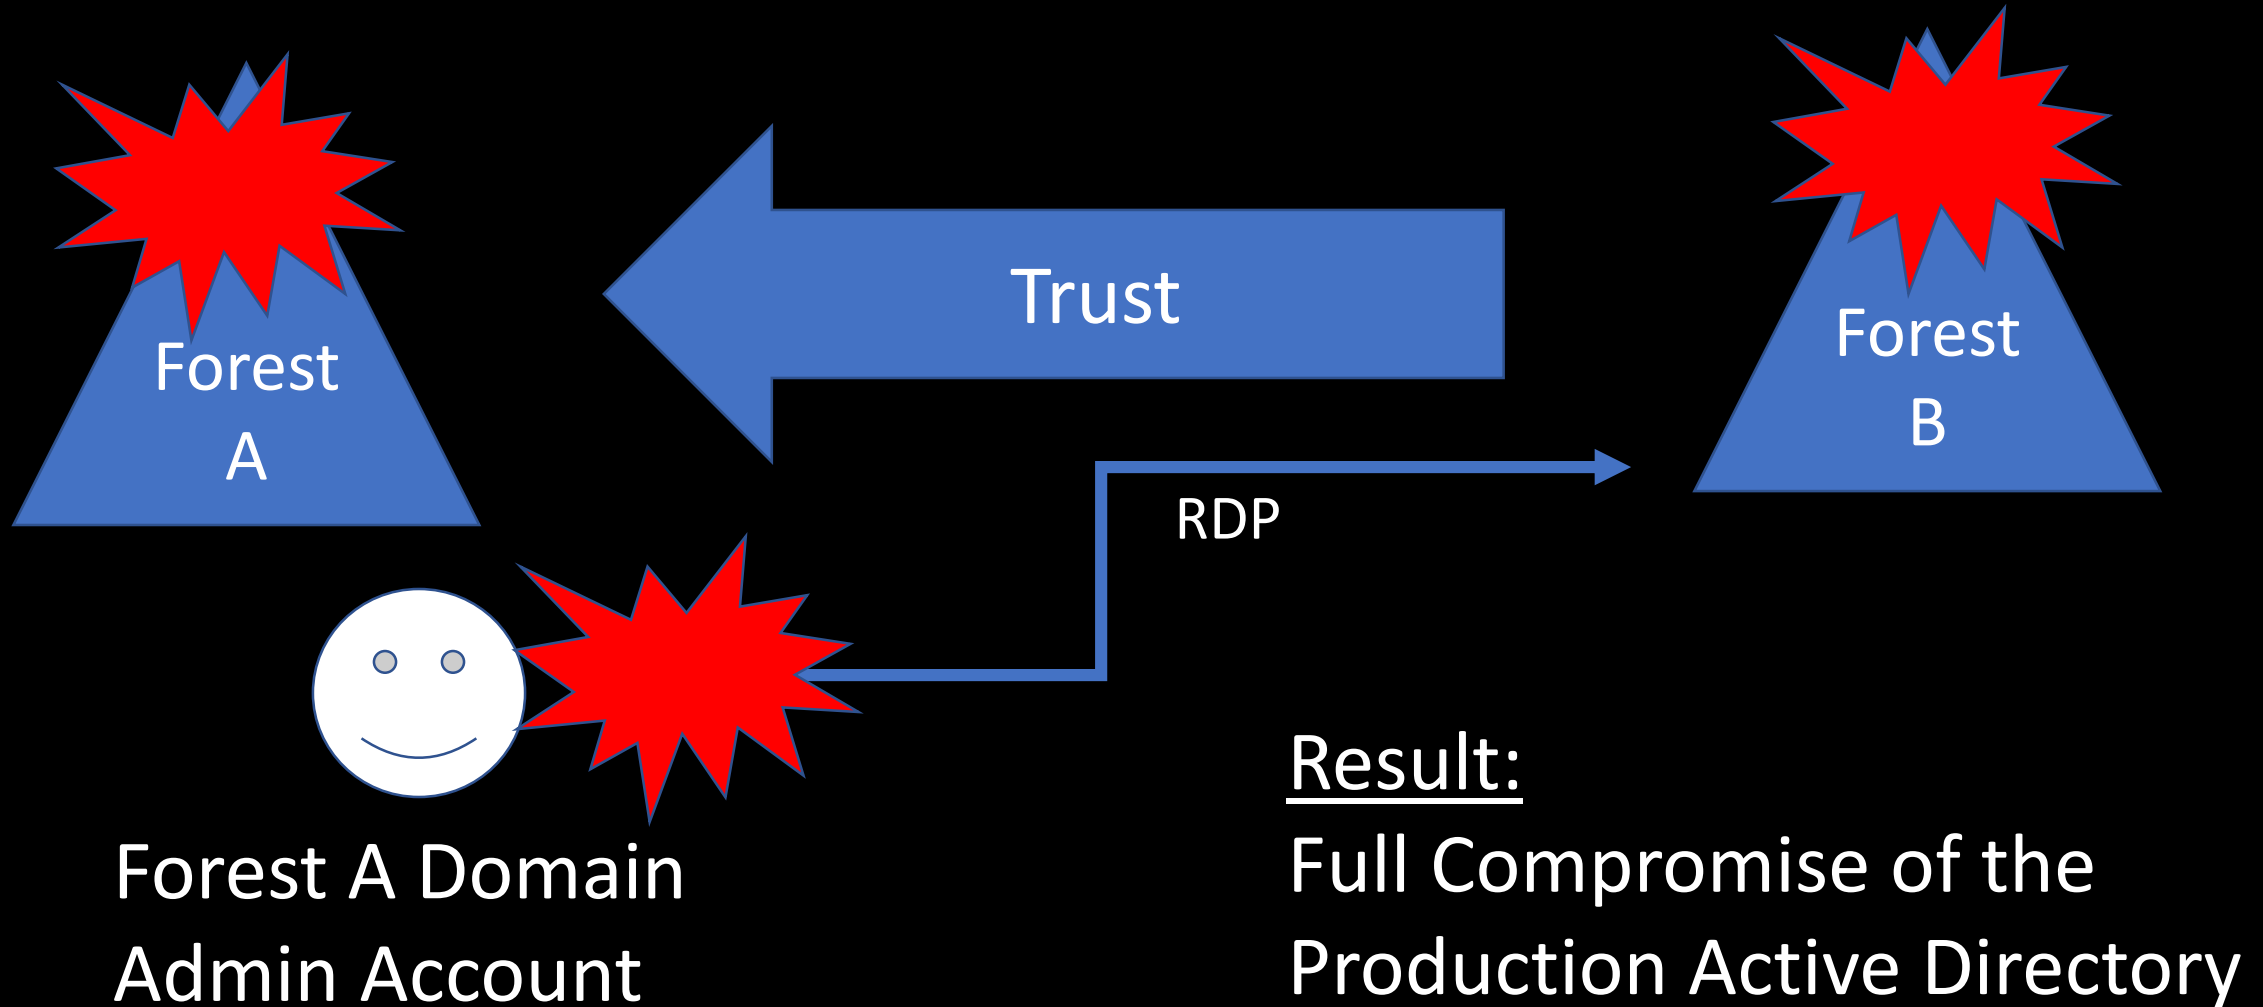 Forest
A
Trust
Forest
B
RDP
Forest A Domain
Admin Account
Result:
Full Compromise of the
Production Active Directory